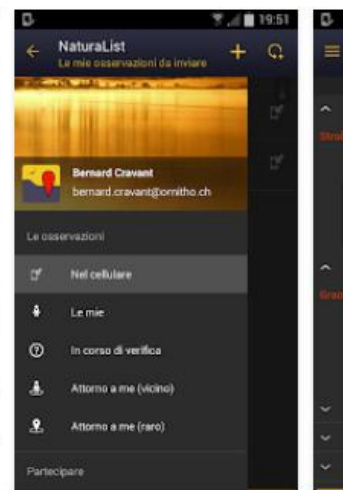 19:51
NaturaList
Le mie osservazioni da inviare
Bernard Cravant
bernard.cravant@ornitho.ch
Le osservazioni
Nel cellulare
Le mie
In corso di verifica
Attorno a me (vicino)
Attorno a me (raro)
Partecipare